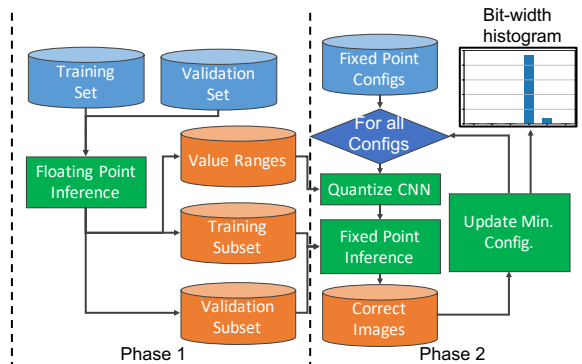 Bit-width
histogram
Training
Set
Validation
Set
Fixed Point
Configs
For all
Configs
Floating Point
Inference
Value Ranges
Quantize CNN
Training
Subset
Fixed Point
Inference
Update Min.
Config.
Validation
Subset
Correct
Images
Phase 1
Phase 2